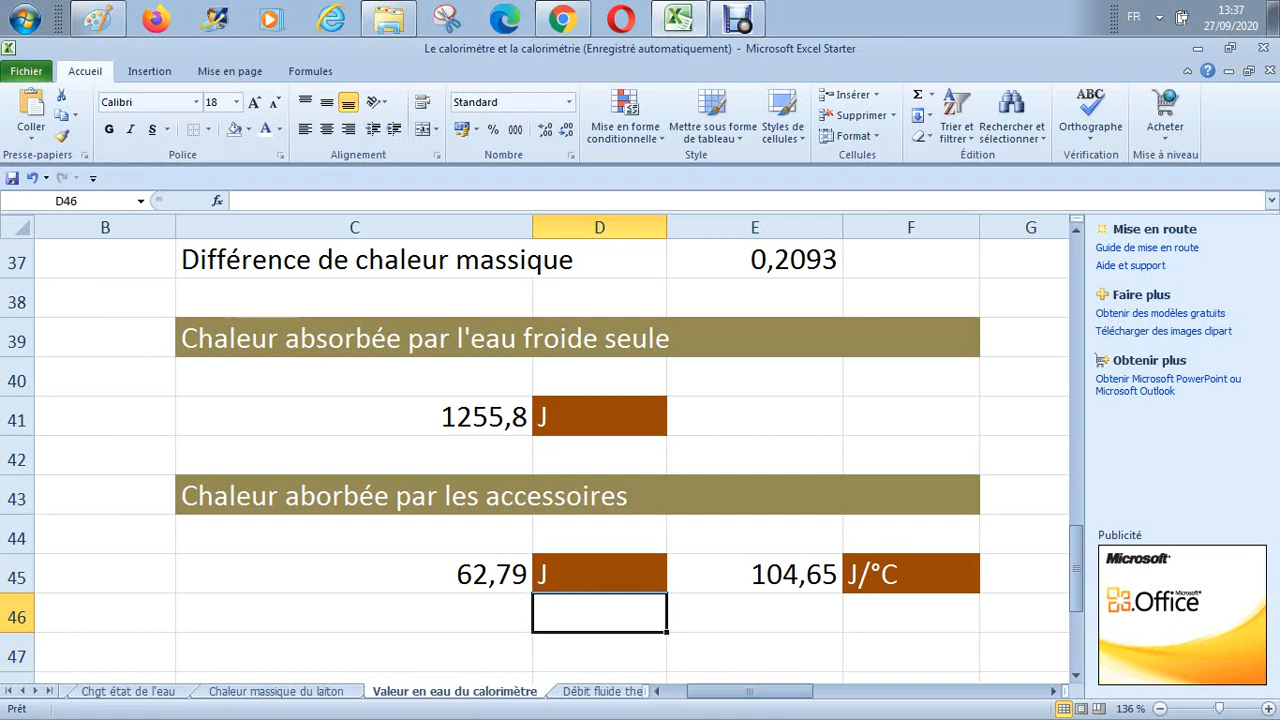 FR
13:37
27/09/2020
Le calorimètre et la calorimétrie (Enregistré automatiquement) - Microsoft Excel Starter
Fichier
Accueil
Insertion
Mise en page
Formules
Coller
Presse-papiers
Calibri
18
G I S
Police
Alignement
Standard
% 000
Nombre
Mise en forme conditionnelle
Mettre sous forme de tableau
Styles de cellules
Style
Insérer
Supprimer
Format
Cellules
Trier et filtrer
Rechercher et sélectionner
Édition
ABC
Orthographe
Vérification
Acheter
Mise à niveau
D46
fx
B C D E F G
37 Différence de chaleur massique 0,2093
38
39 Chaleur absorbée par l'eau froide seule
40
41 1255,8 J
42
43 Chaleur aborbée par les accessoires
44
45 62,79 J 104,65 J/°C
46
47
Mise en route
Guide de mise en route
Aide et support
Faire plus
Obtenir des modèles gratuits
Télécharger des images clipart
Obtenir plus
Obtenir Microsoft PowerPoint ou
Microsoft Outlook
Publicité
Microsoft®
Office
Chgt état de l'eau
Chaleur massique du laiton
Valeur en eau du calorimètre
Débit fluide the
Prêt
136 %